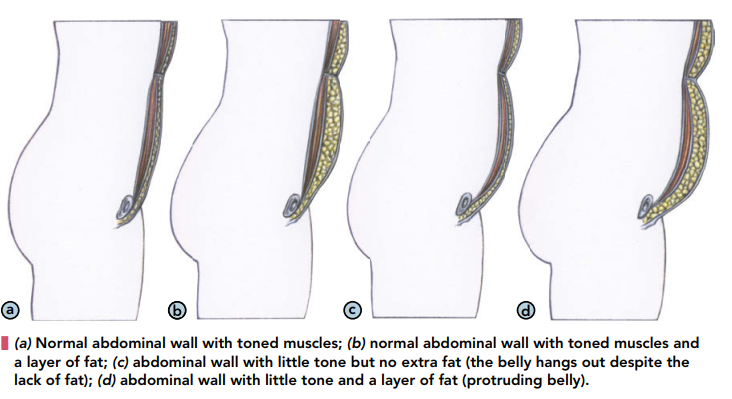 a b c d
(a) Normal abdominal wall with toned muscles; (b) normal abdominal wall with toned muscles and
a layer of fat; (c) abdominal wall with little tone but no extra fat (the belly hangs out despite the
lack of fat); (d) abdominal wall with little tone and a layer of fat (protruding belly).